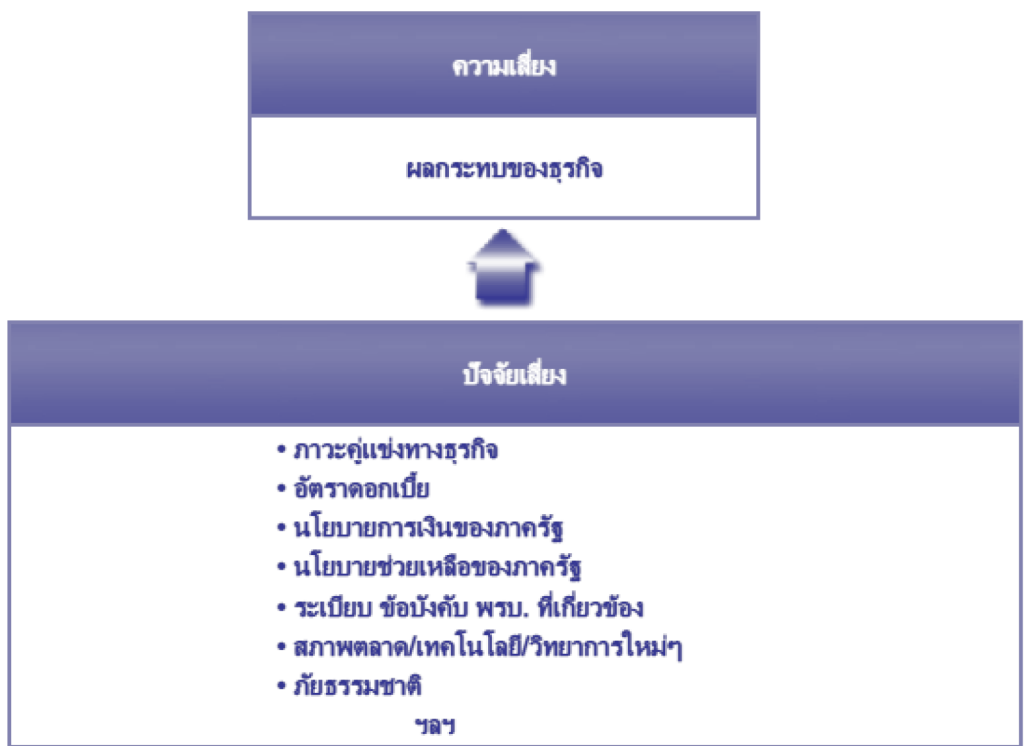 ความเสี่ยง
ผลกระทบของธุรกิจ
ปัจจัยเสี่ยง
• ภาวะคู่แข่งทางธุรกิจ
• อัตราดอกเบี้ย
• นโยบายการเงินของภาครัฐ
• นโยบายช่วยเหลือของภาครัฐ
• ระเบียบ ข้อบังคับ พรบ. ที่เกี่ยวข้อง
• สภาพตลาด/เทคโนโลยี/วิทยาการใหม่ๆ
• ภัยธรรมชาติ
ฯลฯ